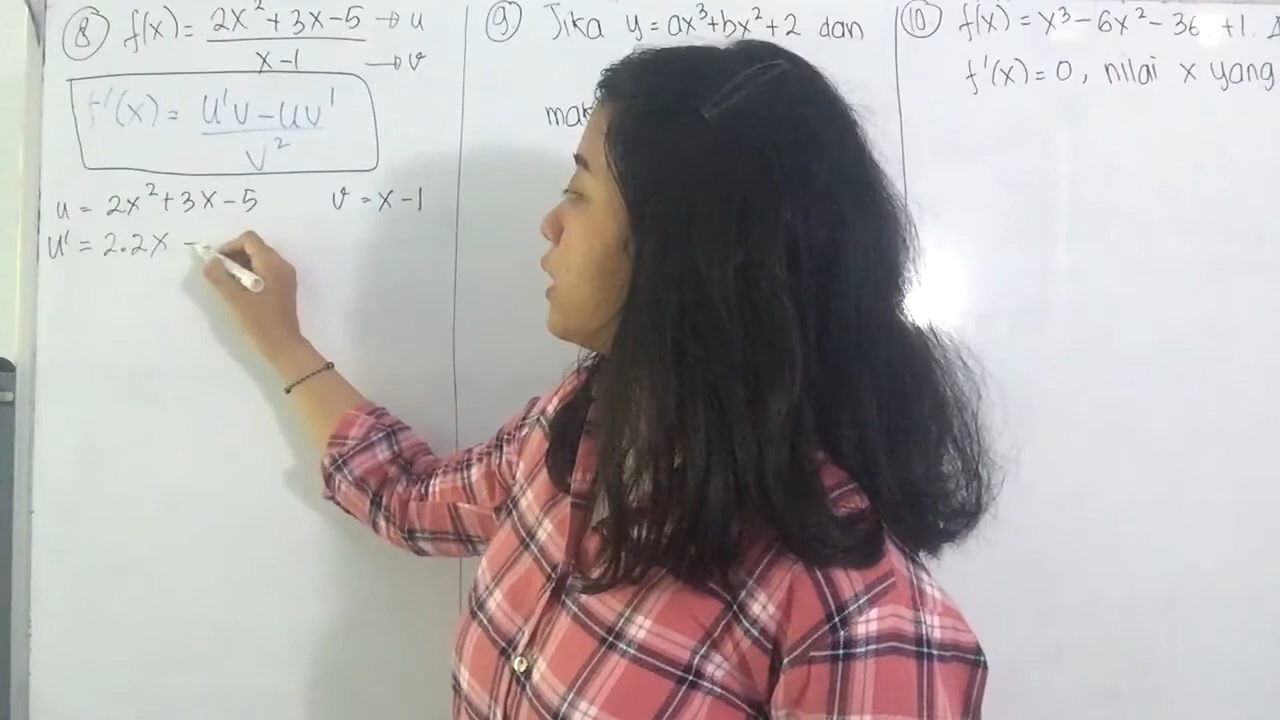 ⑧ f(x) = 2x² + 3x - 5 → u
x - 1 → v
f'(x) = u'v - uv'
v²
u = 2x² + 3x - 5 v = x - 1
u' = 2.2x -
⑨ Jika y = ax³ + bx² + 2 dan
⑩ f(x) = x³ - 6x² - 36 +1.
f'(x) = 0, nilai x yang